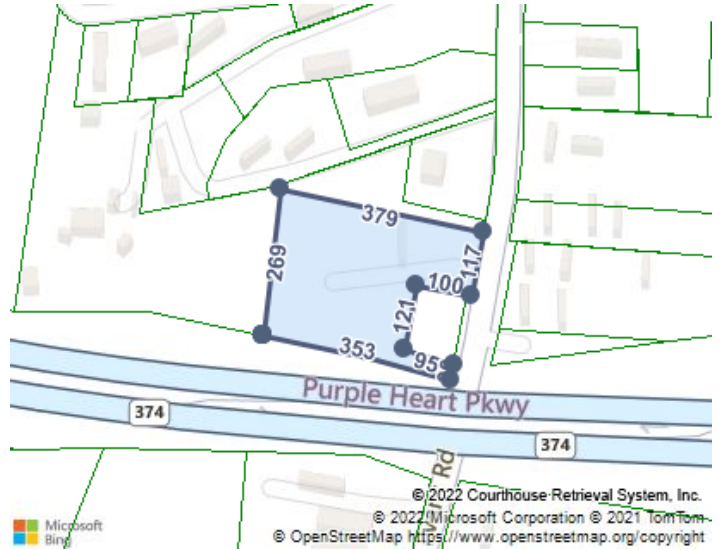 379
117
269
100
121
353
95
Purple Heart Pkwy
374
374
Rd
© 2022 Courthouse Retrieval System, Inc.
Microsoft
Bing
© 2022 Microsoft Corporation © 2021 TomTom
© OpenStreetMap https://www.openstreetmap.org/copyright